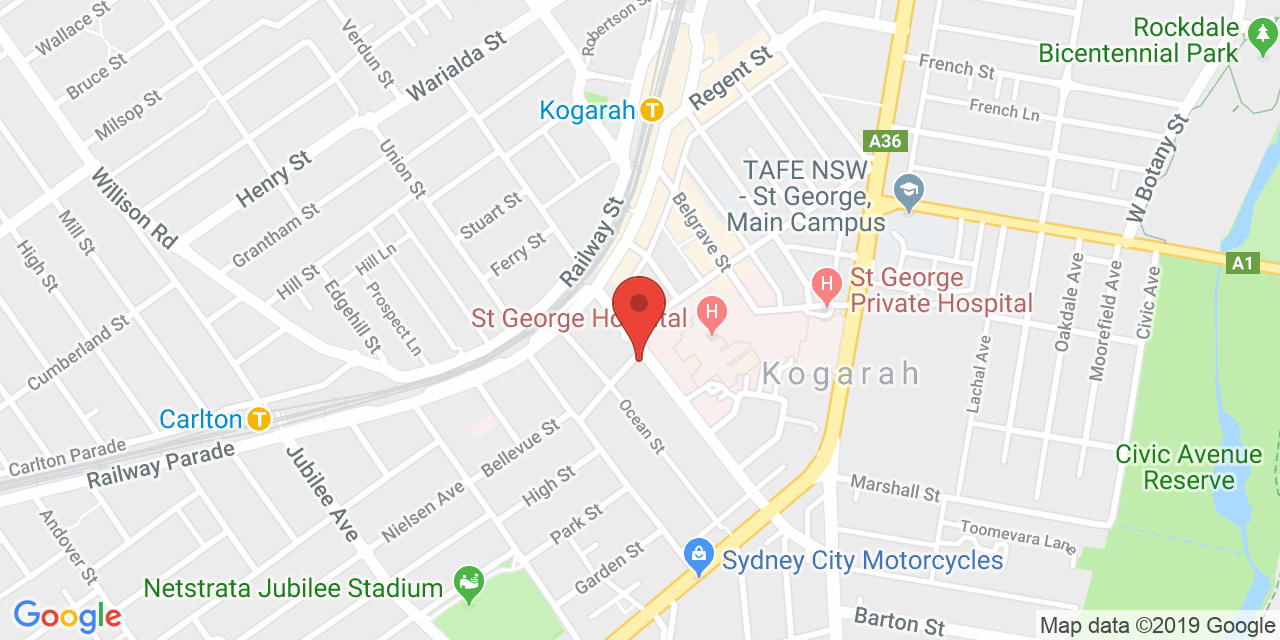 Rockdale
Bicentennial Park
Wallace St
Bruce St
Milsop St
Verdun St
Warialda St
Robertson St
Regent St
French St
French Ln
Kogarah
T
A36
W Botany St
Willison Rd
Henry St
Union St
TAFE NSW
- St George,
Main Campus
Belgrave St
Stuart St
Grantham St
Railway St
Ferry St
Hill Ln
Hill St
High St
Mill St
A1
Edgehill St
Prospect Ln
St George Hospital
H
H
St George
Private Hospital
Oakdale Ave
Moorefield Ave
Civic Ave
Lachal Ave
Cumberland St
Kogarah
Carlton
T
Carlton Parade
Railway Parade
Ocean St
Bellevue St
Jubilee Ave
High St
Nielsen Ave
Park St
Garden St
Civic Avenue
Reserve
Marshall St
Toomevara Lane
Andover St
Sydney City Motorcycles
Netstrata Jubilee Stadium
Barton St
Google
Map data ©2019 Google